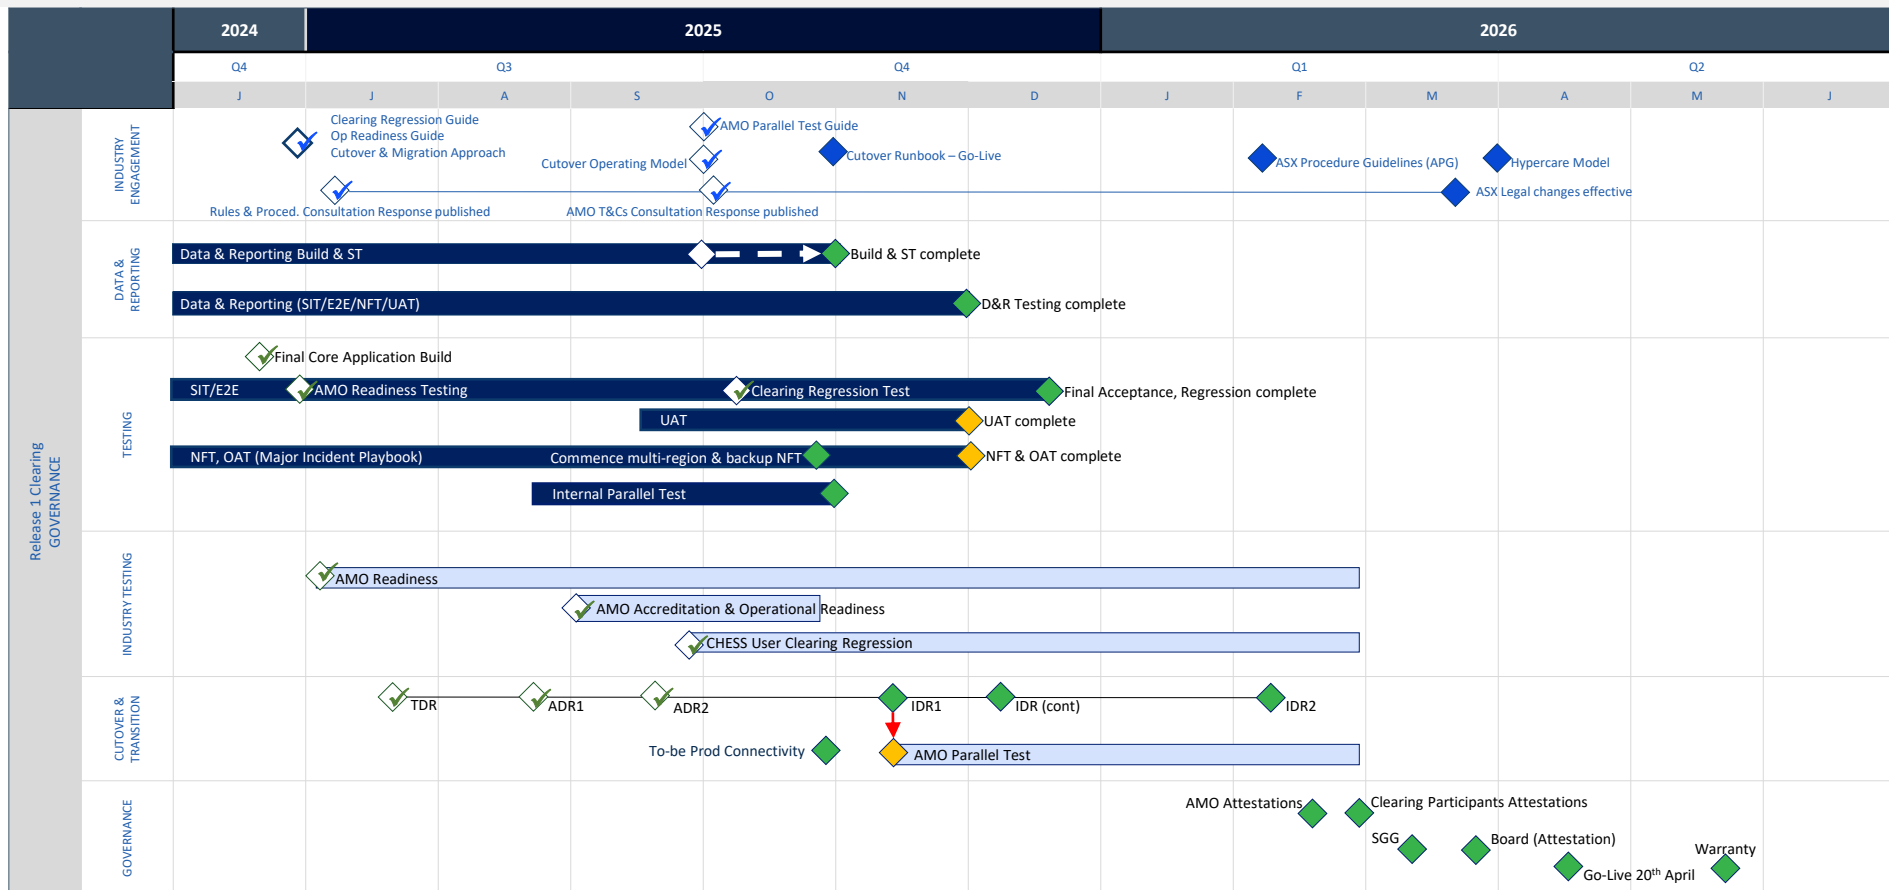 2024
2025
2026
Q4
Q3
Q4
Q1
Q2
J
J
A
S
O
N
D
J
F
M
A
M
J
Release 1 Clearing
GOVERNANCE
INDUSTRY
ENGAGEMENT
Clearing Regression Guide
Op Readiness Guide
Cutover & Migration Approach
AMO Parallel Test Guide
Cutover Operating Model
Cutover Runbook – Go-Live
ASX Procedure Guidelines (APG)
Hypercare Model
ASX Legal changes effective
Rules & Proced. Consultation Response published
AMO T&Cs Consultation Response published
DATA &
REPORTING
Data & Reporting Build & ST
Build & ST complete
Data & Reporting (SIT/E2E/NFT/UAT)
D&R Testing complete
TESTING
Final Core Application Build
SIT/E2E
AMO Readiness Testing
Clearing Regression Test
Final Acceptance, Regression complete
UAT
UAT complete
NFT, OAT (Major Incident Playbook)
Commence multi-region & backup NFT
NFT & OAT complete
Internal Parallel Test
INDUSTRY TESTING
AMO Readiness
AMO Accreditation & Operational Readiness
CHESS User Clearing Regression
CUTOVER &
TRANSITION
TDR
ADR1
ADR2
IDR1
IDR (cont)
IDR2
To-be Prod Connectivity
AMO Parallel Test
GOVERNANCE
AMO Attestations
Clearing Participants Attestations
SGG
Board (Attestation)
Warranty
Go-Live 20th April